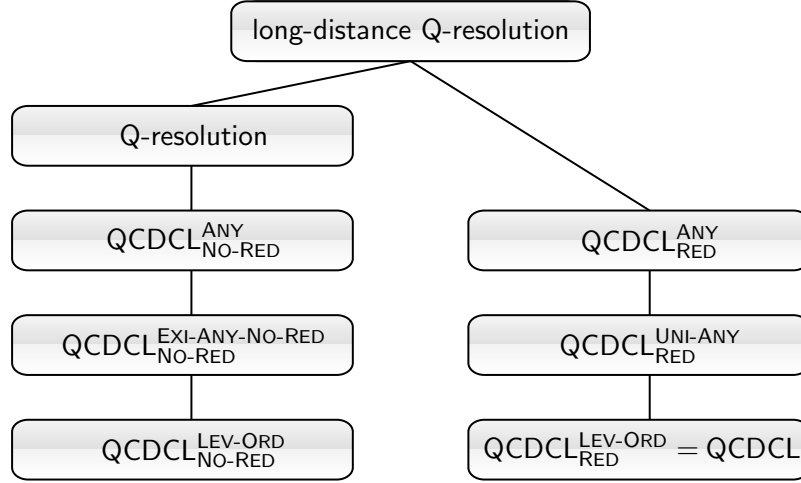 long-distance Q-resolution
Q-resolution
QCDCL^ANY_NO-RED
QCDCL^ANY_RED
QCDCL^EXI-ANY-NO-RED_NO-RED
QCDCL^UNI-ANY_RED
QCDCL^LEV-ORD_NO-RED
QCDCL^LEV-ORD_RED = QCDCL